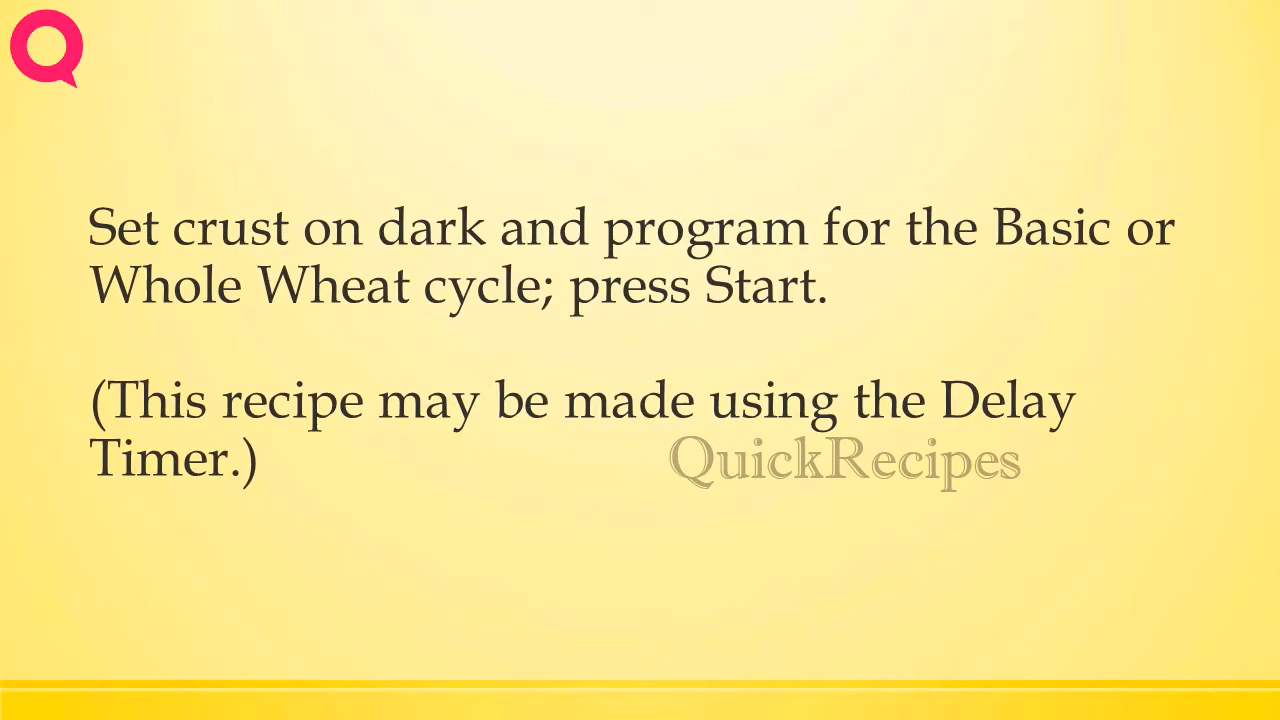 Set crust on dark and program for the Basic or
Whole Wheat cycle; press Start.
(This recipe may be made using the Delay
Timer.)
QuickRecipes